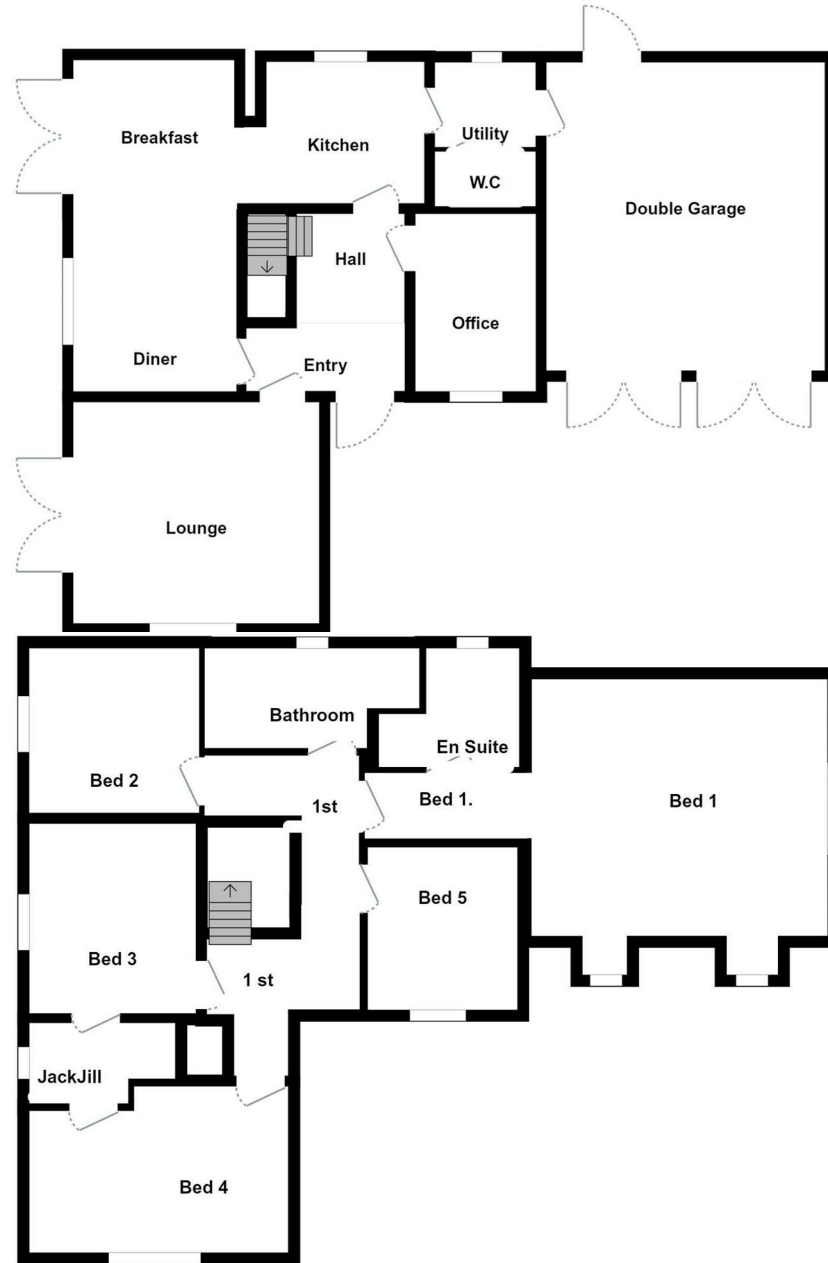 Breakfast
Kitchen
Utility
W.C
Double Garage
Hall
Office
Diner
Entry
Lounge
Bathroom
En Suite
Bed 2
1st
Bed 1.
Bed 1
Bed 5
Bed 3
1 st
JackJill
Bed 4